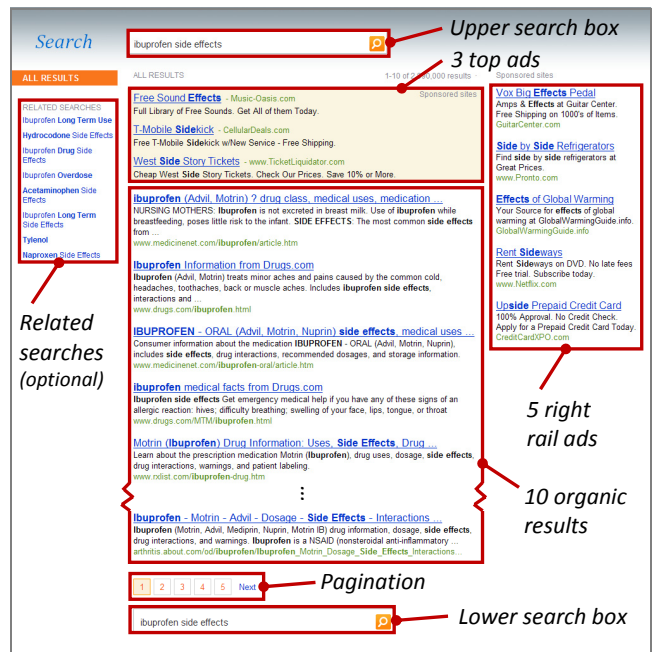 Search
ibuprofen side effects
Upper search box
3 top ads
ALL RESULTS
ALL RESULTS
1-10 of 2,
00,000 results ·
Sponsored sites
RELATED SEARCHES
Ibuprofen Long Term Use
Hydrocodone Side Effects
Ibuprofen Drug Side
Effects
Ibuprofen Overdose
Acetaminophen Side
Effects
Ibuprofen Long Term
Side Effects
Tylenol
Naproxen Side Effects
Related
searches
(optional)
Free Sound Effects - Music-Oasis.com
Sponsored sites
Full Library of Free Sounds. Get All of them Today.
T-Mobile Sidekick - CellularDeals.com
Free T-Mobile Sidekick w/New Service - Free Shipping.
West Side Story Tickets - www.TicketLiquidator.com
Cheap West Side Story Tickets. Check Our Prices. Save 10% or More.
ibuprofen (Advil, Motrin) ? drug class, medical uses, medication ...
NURSING MOTHERS: Ibuprofen is not excreted in breast milk. Use of ibuprofen while
breastfeeding, poses little risk to the infant. SIDE EFFECTS: The most common side effects
from ...
www.medicinenet.com/ibuprofen/article.htm
Ibuprofen Information from Drugs.com
Ibuprofen (Advil, Motrin) treats minor aches and pains caused by the common cold,
headaches, toothaches, back or muscle aches. Includes ibuprofen side effects,
interactions and ...
www.drugs.com/ibuprofen.html
IBUPROFEN - ORAL (Advil, Motrin, Nuprin) side effects, medical uses ...
Consumer information about the medication IBUPROFEN - ORAL (Advil, Motrin, Nuprin),
includes side effects, drug interactions, recommended dosages, and storage information.
www.medicinenet.com/ibuprofen-oral/article.htm
ibuprofen medical facts from Drugs.com
Ibuprofen side effects Get emergency medical help if you have any of these signs of an
allergic reaction: hives; difficulty breathing; swelling of your face, lips, tongue, or throat
www.drugs.com/MTM/ibuprofen.html
Motrin (Ibuprofen) Drug Information: Uses, Side Effects, Drug ...
Learn about the prescription medication Motrin (Ibuprofen), drug uses, dosage, side effects,
drug interactions, warnings, and patient labeling.
www.rxlist.com/ibuprofen-drug.htm
⋮
Ibuprofen - Motrin - Advil - Dosage - Side Effects - Interactions ...
Ibuprofen (Motrin, Advil, Mediprin, Nuprin, Motrin IB) drug information, dosage, side effects,
drug interactions, and warnings. Ibuprofen is a NSAID (nonsteroidal anti-inflammatory ...
arthritis.about.com/od/ibuprofen/Ibuprofen_Motrin_Dosage_Side_Effects_Interactions...
Vox Big Effects Pedal
Amps & Effects at Guitar Center.
Free Shipping on 1000's of Items.
GuitarCenter.com
Side by Side Refrigerators
Find side by side refrigerators at
Great Prices.
www.Pronto.com
Effects of Global Warming
Your Source for effects of global
warming at GlobalWarmingGuide.info.
GlobalWarmingGuide.info
Rent Sideways
Rent Sideways on DVD. No late fees
Free trial. Subscribe today.
www.Netflix.com
Upside Prepaid Credit Card
100% Approval. No Credit Check.
Apply for a Prepaid Credit Card Today.
CreditCardXPO.com
5 right
rail ads
10 organic
results
1 2 3 4 5 Next
Pagination
ibuprofen side effects
Lower search box